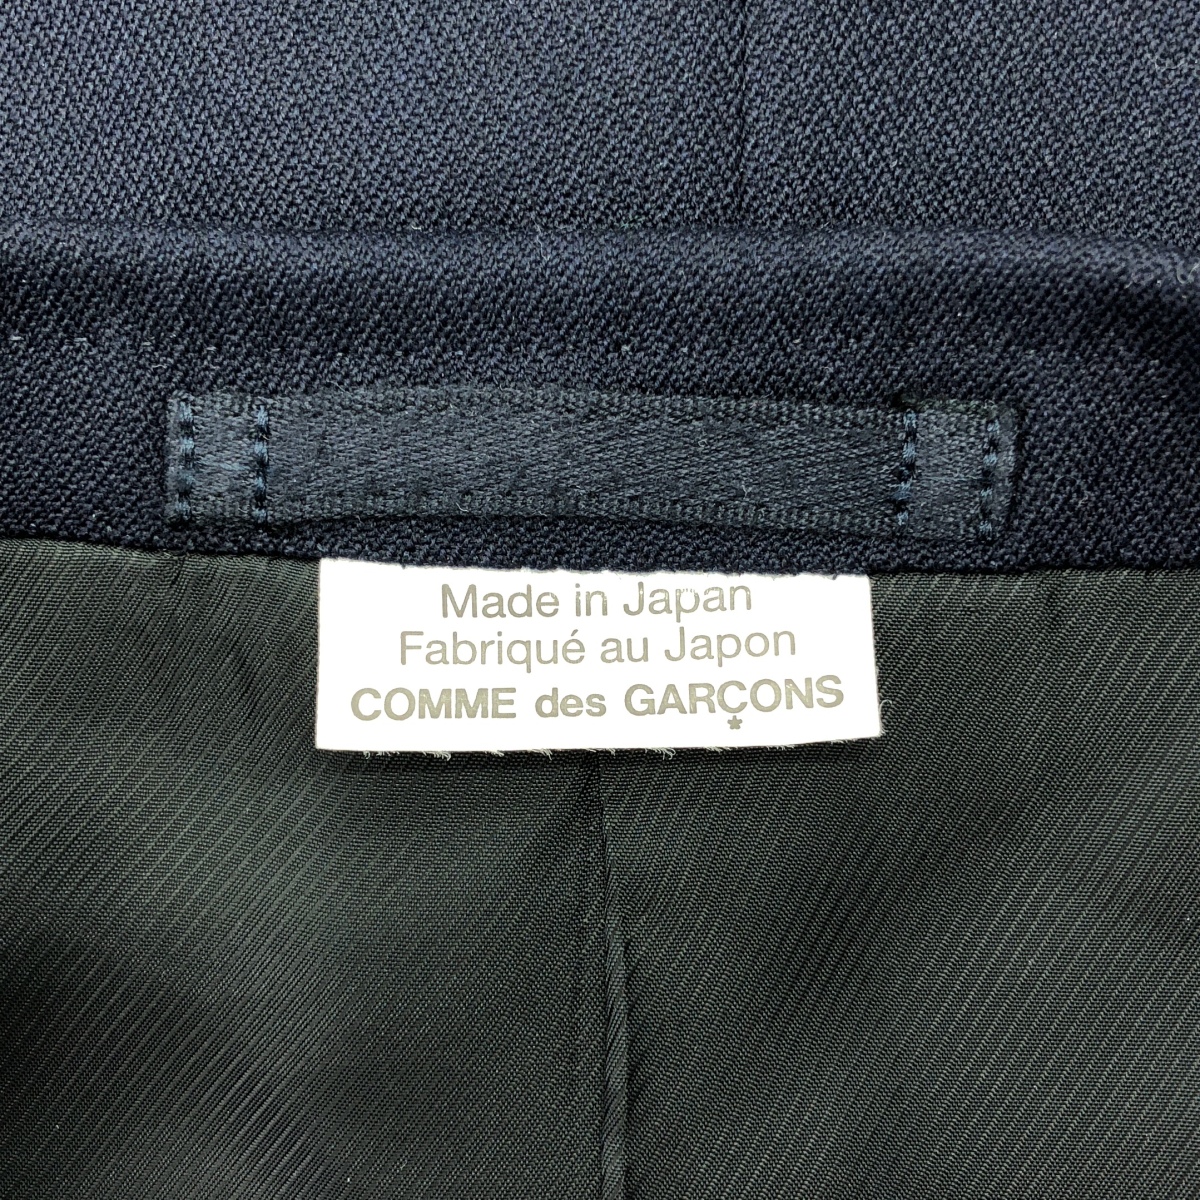 Made in Japan
Fabriqué au Japon
COMME des GARÇONS
*